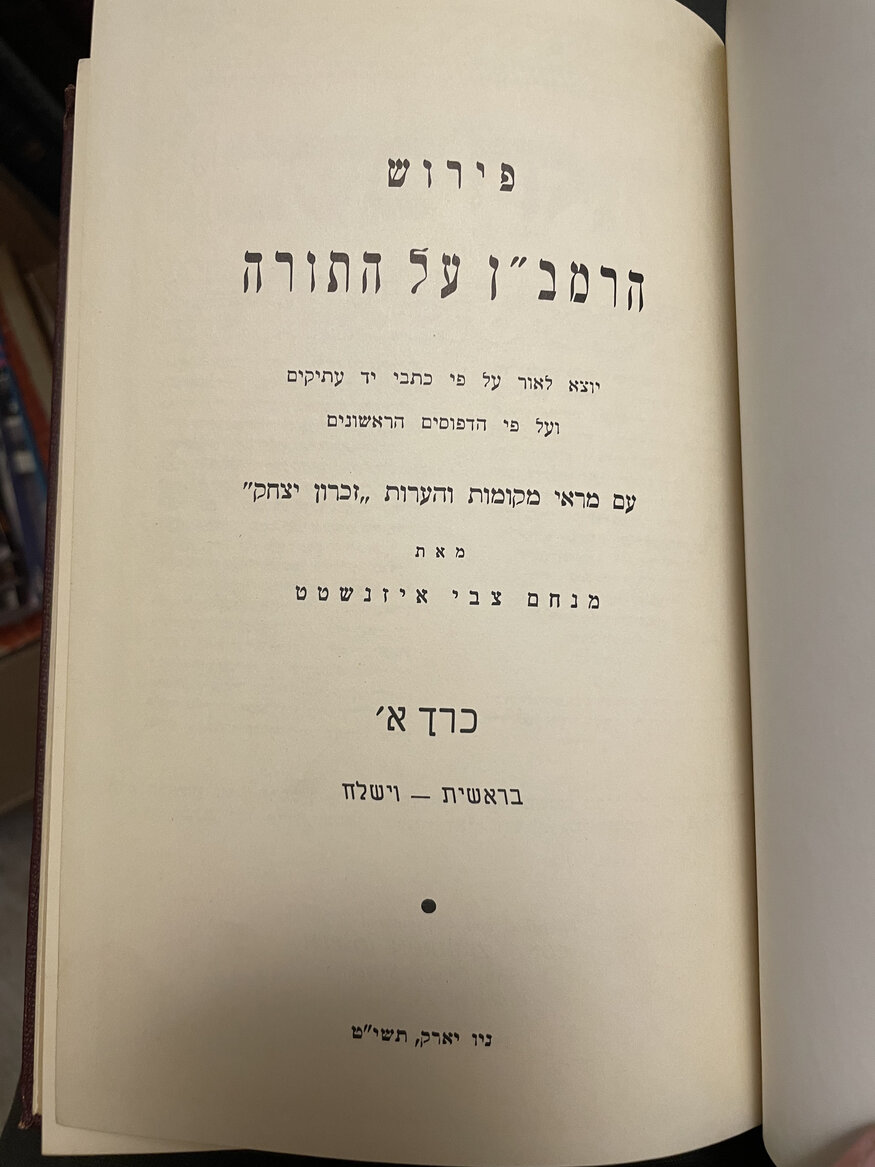 פירוש
הרמב״ן על התורה
יוצא לאור על פי כתבי יד עתיקים
ועל פי הדפוסים הראשונים
עם מראי מקומות והערות „זכרון יצחק״
מאת
מנחם צבי איזנשטט
כרך א׳
בראשית — וישלח
ניו יארק, תשי״ט